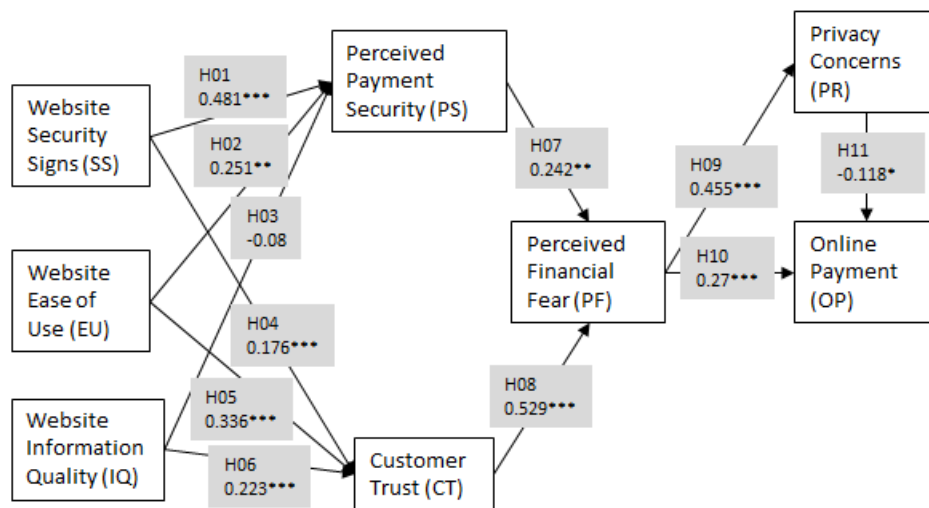 Website
Security
Signs (SS)
Website
Ease of
Use (EU)
Website
Information
Quality (IQ)
H01
0.481***
H02
0.251**
H03
-0.08
H04
0.176***
H05
0.336***
H06
0.223***
Perceived
Payment
Security (PS)
Customer
Trust (CT)
H07
0.242**
H08
0.529***
Perceived
Financial
Fear (PF)
H09
0.455***
H10
0.27***
Privacy
Concerns
(PR)
H11
-0.118*
Online
Payment
(OP)